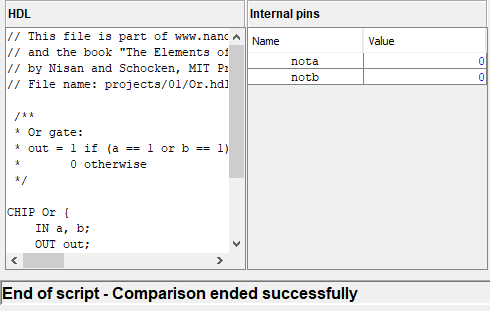 HDL
// This file is part of www.nand
// and the book "The Elements of
// by Nisan and Schocken, MIT Pr
// File name: projects/01/Or.hdl
/**
* Or gate:
* out = 1 if (a == 1 or b == 1)
* 0 otherwise
*/
CHIP Or {
IN a, b;
OUT out;
Internal pins
Name Value
nota 0
notb 0
End of script - Comparison ended successfully